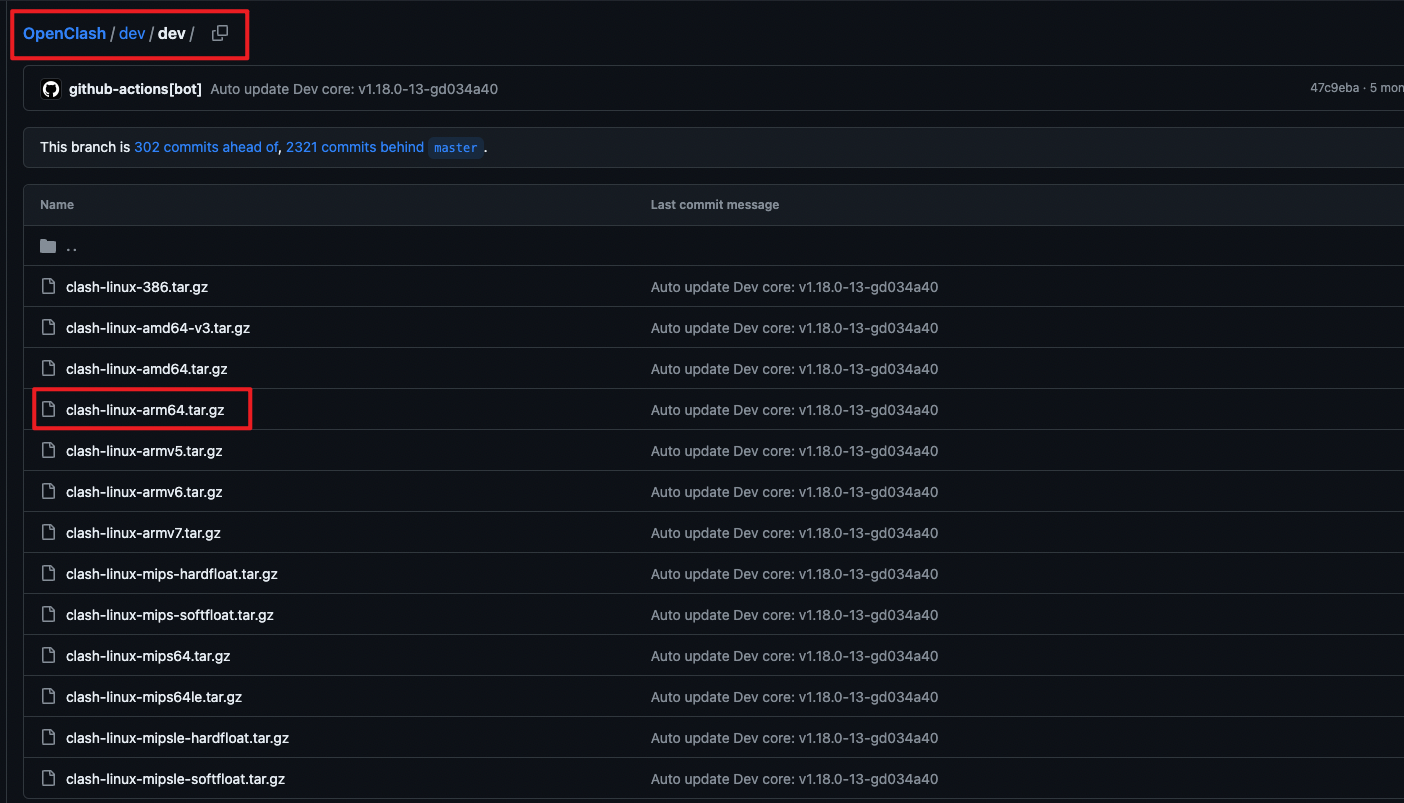 OpenClash / dev / dev /
github-actions[bot] Auto update Dev core: v1.18.0-13-gd034a40 47c9eba · 5 mon
This branch is 302 commits ahead of, 2321 commits behind master .
Name Last commit message
..
clash-linux-386.tar.gz Auto update Dev core: v1.18.0-13-gd034a40
clash-linux-amd64-v3.tar.gz Auto update Dev core: v1.18.0-13-gd034a40
clash-linux-amd64.tar.gz Auto update Dev core: v1.18.0-13-gd034a40
clash-linux-arm64.tar.gz Auto update Dev core: v1.18.0-13-gd034a40
clash-linux-armv5.tar.gz Auto update Dev core: v1.18.0-13-gd034a40
clash-linux-armv6.tar.gz Auto update Dev core: v1.18.0-13-gd034a40
clash-linux-armv7.tar.gz Auto update Dev core: v1.18.0-13-gd034a40
clash-linux-mips-hardfloat.tar.gz Auto update Dev core: v1.18.0-13-gd034a40
clash-linux-mips-softfloat.tar.gz Auto update Dev core: v1.18.0-13-gd034a40
clash-linux-mips64.tar.gz Auto update Dev core: v1.18.0-13-gd034a40
clash-linux-mips64le.tar.gz Auto update Dev core: v1.18.0-13-gd034a40
clash-linux-mipsle-hardfloat.tar.gz Auto update Dev core: v1.18.0-13-gd034a40
clash-linux-mipsle-softfloat.tar.gz Auto update Dev core: v1.18.0-13-gd034a40